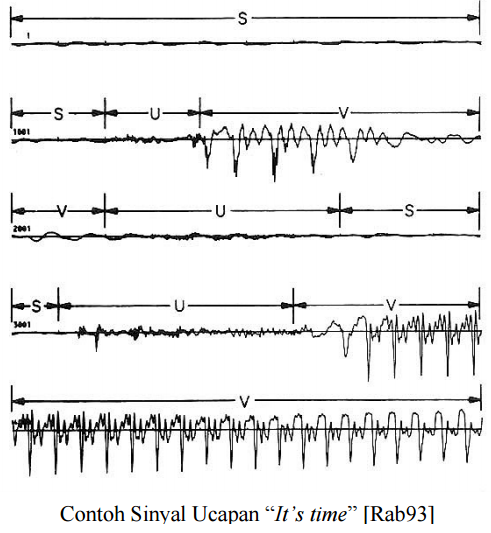 S
1
S U V
1001
V U S
2001
S U V
3001
V
Contoh Sinyal Ucapan “It’s time” [Rab93]